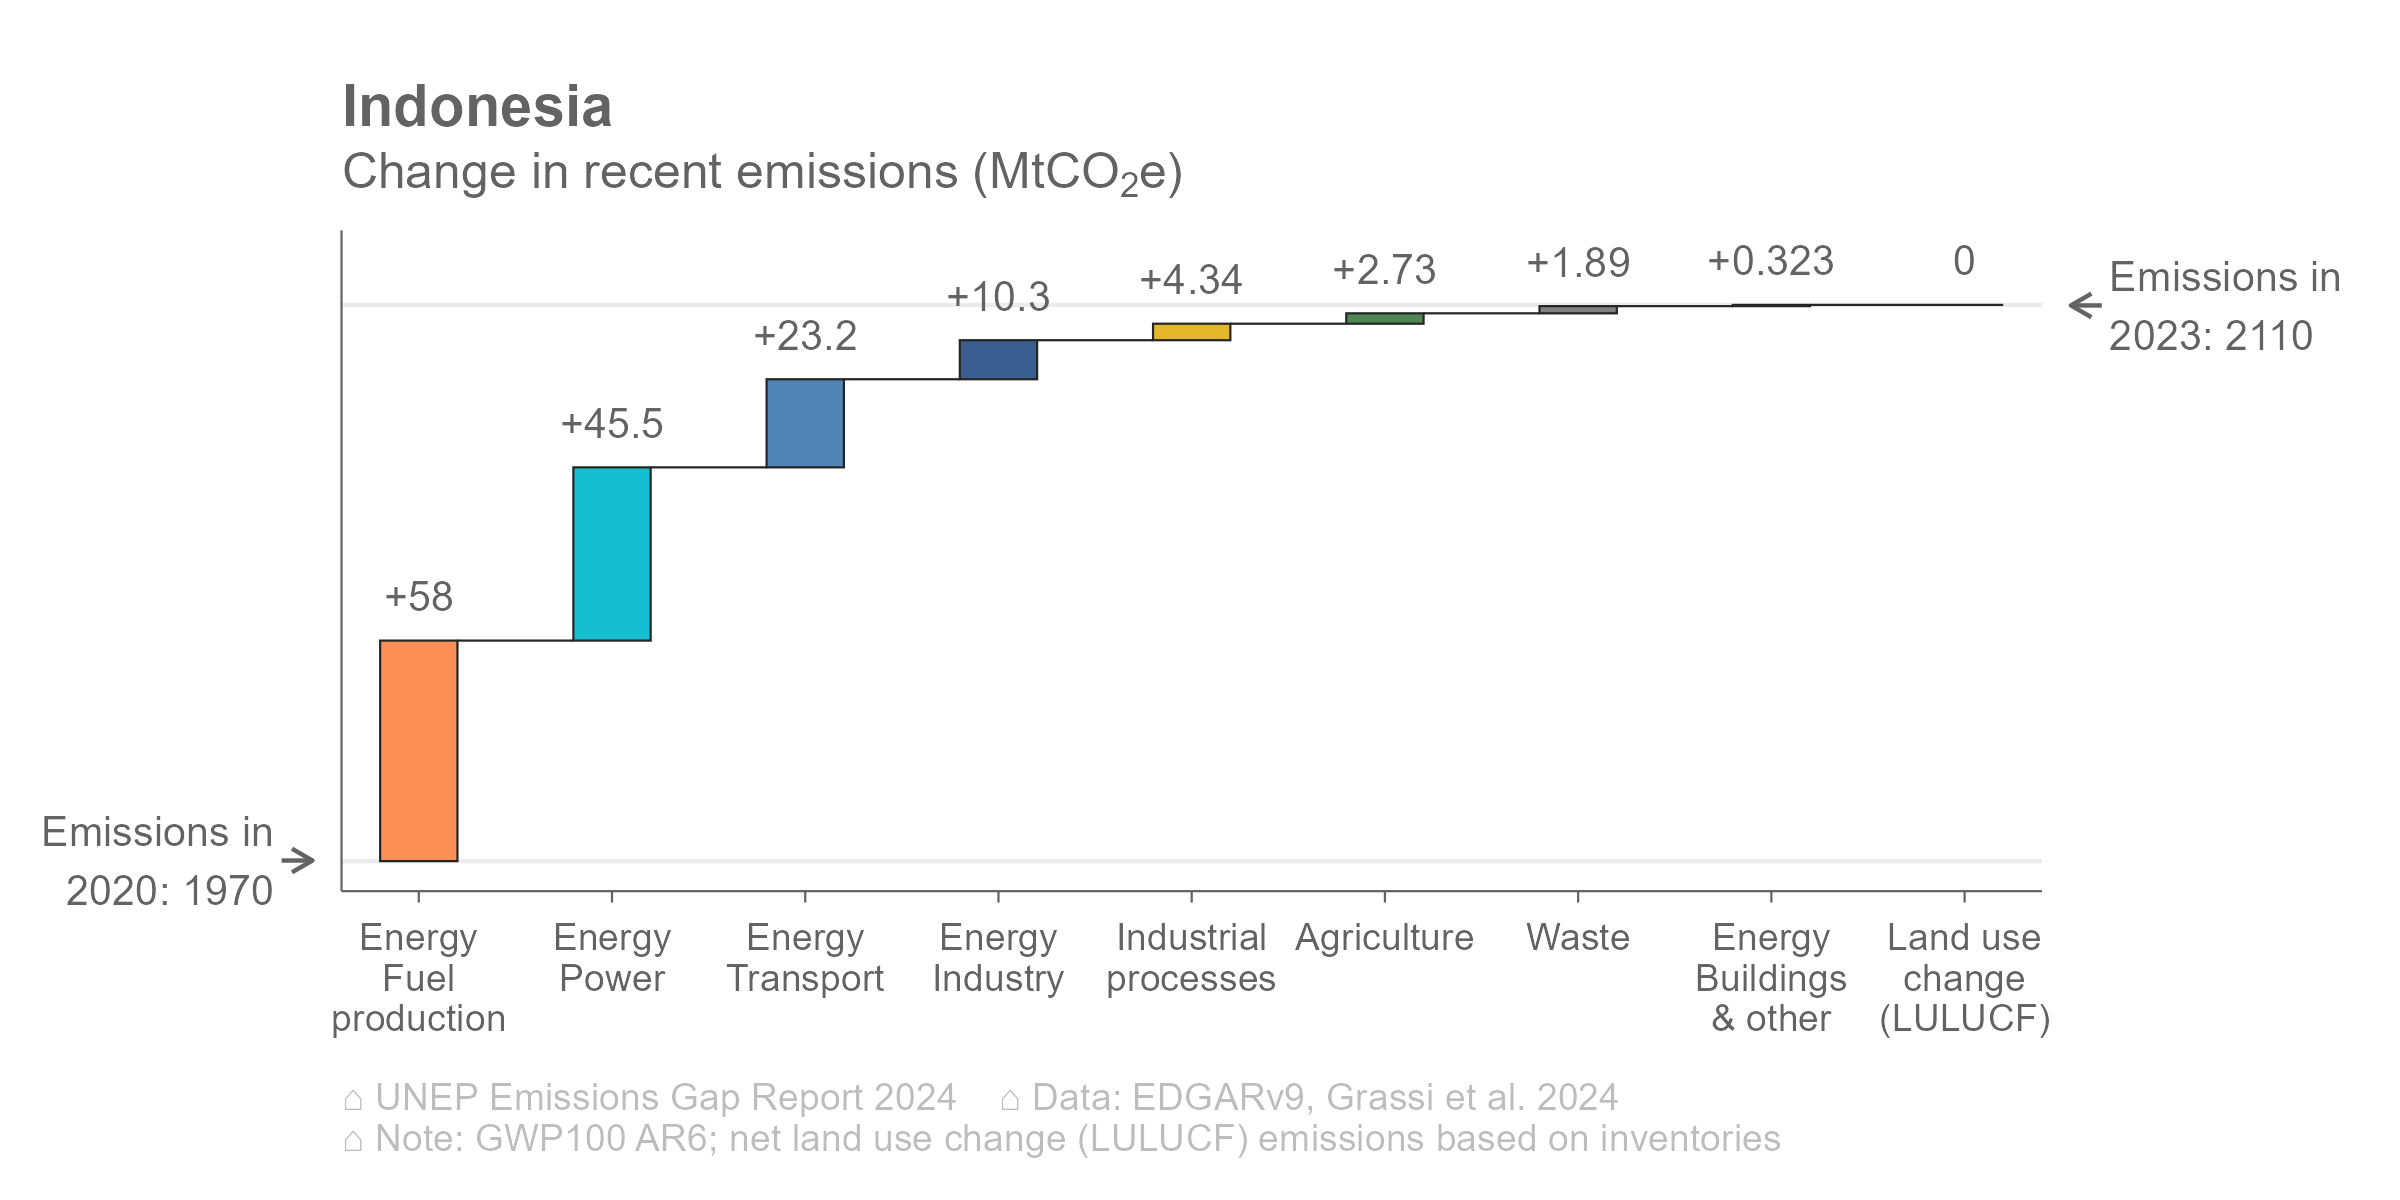 Indonesia
Change in recent emissions (MtCO₂e)
+58
+45.5
+23.2
+10.3
+4.34
+2.73
+1.89
+0.323
0
Emissions in
2023: 2110
Emissions in
2020: 1970
Energy
Fuel
production
Energy
Power
Energy
Transport
Energy
Industry
Industrial
processes
Agriculture
Waste
Energy
Buildings
& other
Land use
change
(LULUCF)
⌂ UNEP Emissions Gap Report 2024 ⌂ Data: EDGARv9, Grassi et al. 2024
⌂ Note: GWP100 AR6; net land use change (LULUCF) emissions based on inventories